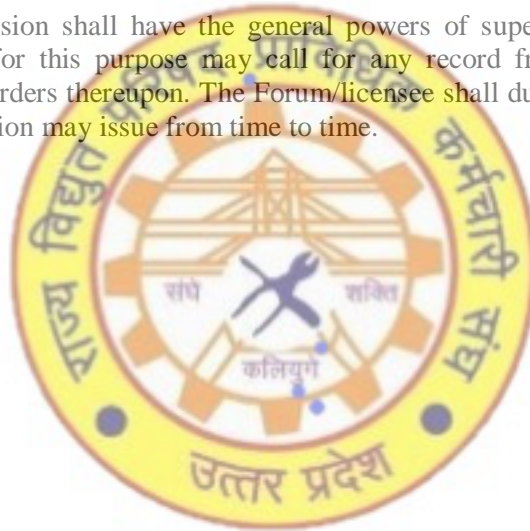 sion shall have the general powers of supe
for this purpose may call for any record fr
rders thereupon. The Forum/licensee shall du
ion may issue from time to time.
राज्य विद्युत परिषद प्राविधिक कर्मचारी संघ
संघे शक्ति
कलियुगे
उत्तर प्रदेश